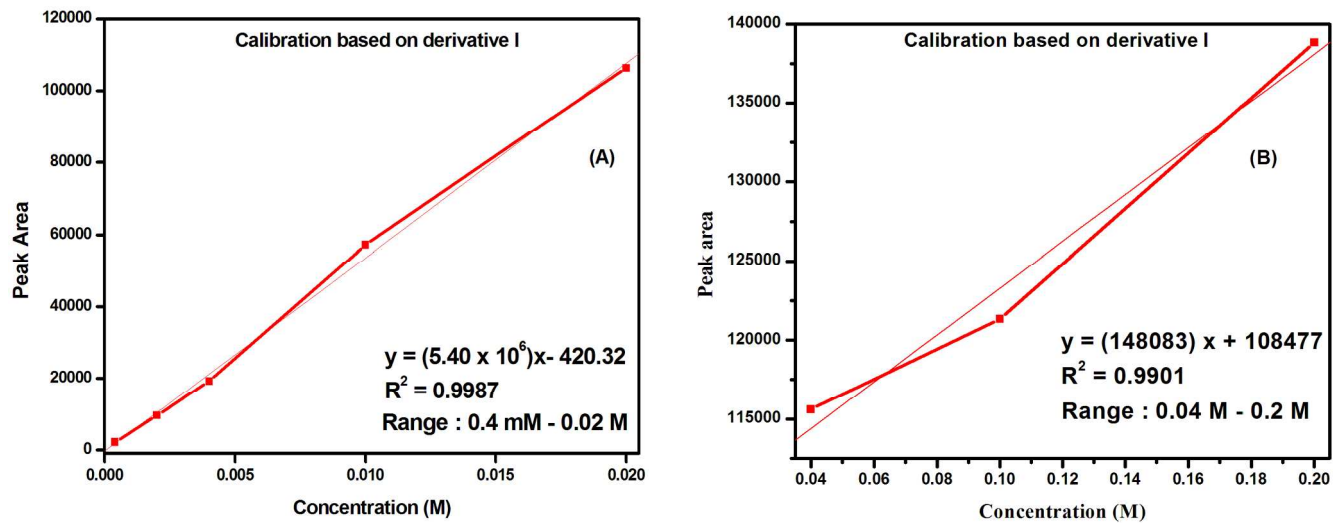 120000
100000
80000
60000
40000
20000
0
Peak Area
Calibration based on derivative I
(A)
y = (5.40 x 10⁶)x- 420.32
R² = 0.9987
Range : 0.4 mM - 0.02 M
0.000 0.005 0.010 0.015 0.020
Concentration (M)
140000
135000
130000
125000
120000
115000
Peak area
Calibration based on derivative I
(B)
y = (148083) x + 108477
R² = 0.9901
Range : 0.04 M - 0.2 M
0.04 0.06 0.08 0.10 0.12 0.14 0.16 0.18 0.20
Concentration (M)